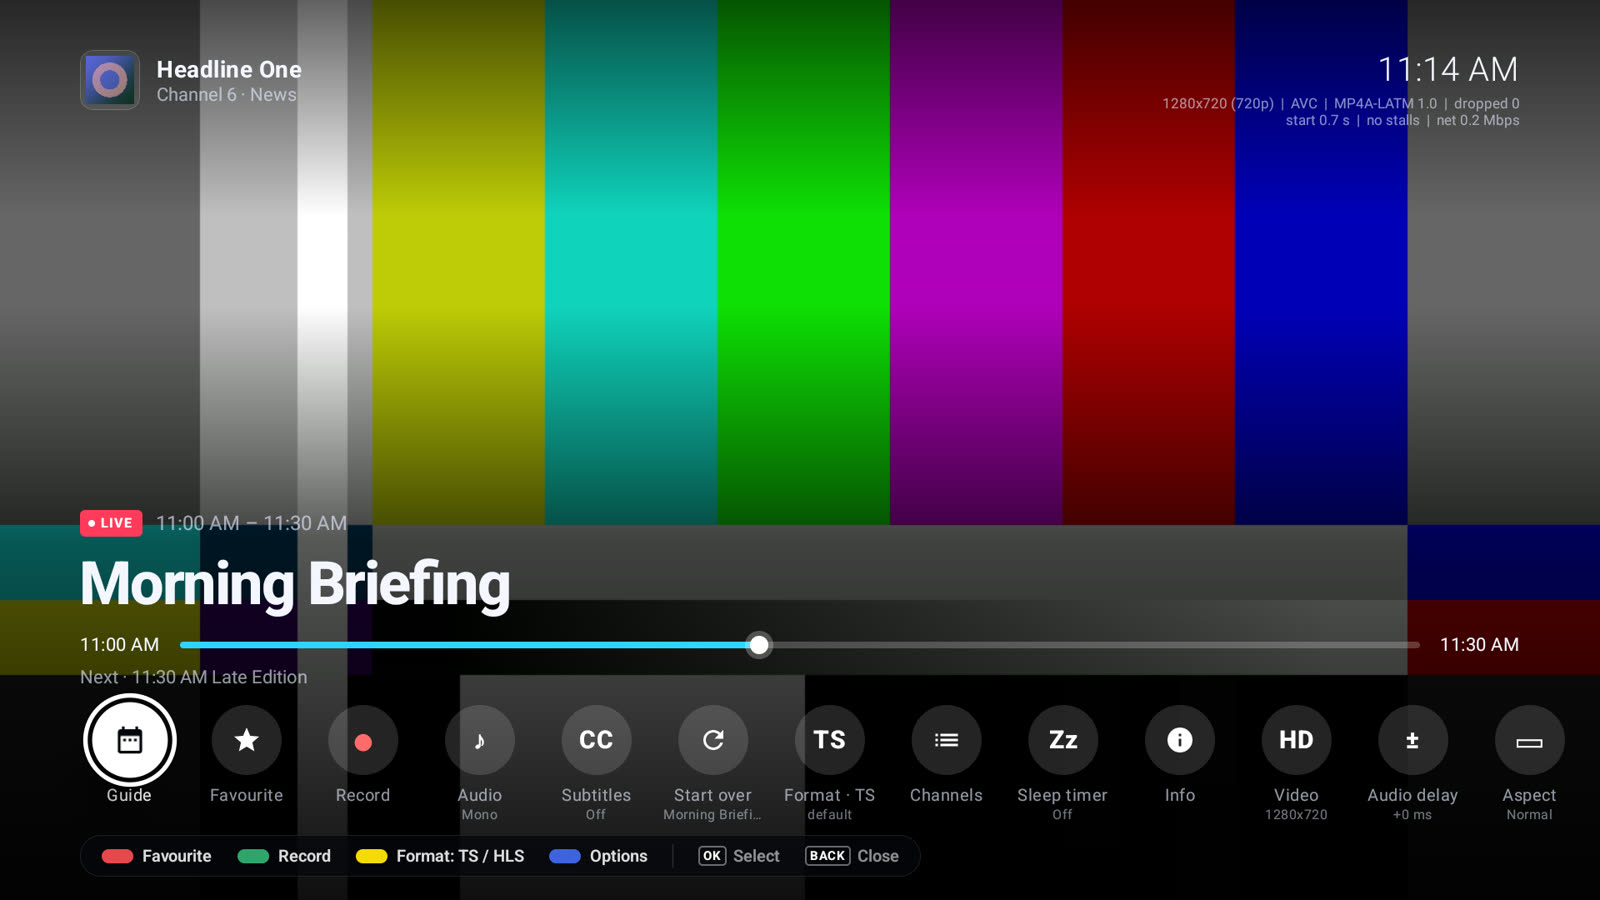 Headline One
Channel 6 · News
11:14 AM
1280x720 (720p) | AVC | MP4A-LATM 1.0 | dropped 0
start 0.7 s | no stalls | net 0.2 Mbps
LIVE 11:00 AM – 11:30 AM
Morning Briefing
11:00 AM 11:30 AM
Next · 11:30 AM Late Edition
CC TS Zz HD ±
Guide Favourite Record Audio Subtitles Start over Format · TS Channels Sleep timer Info Video Audio delay Aspect
Mono Off Morning Briefi... default Off 1280x720 +0 ms Normal
Favourite Record Format: TS / HLS Options OK Select BACK Close